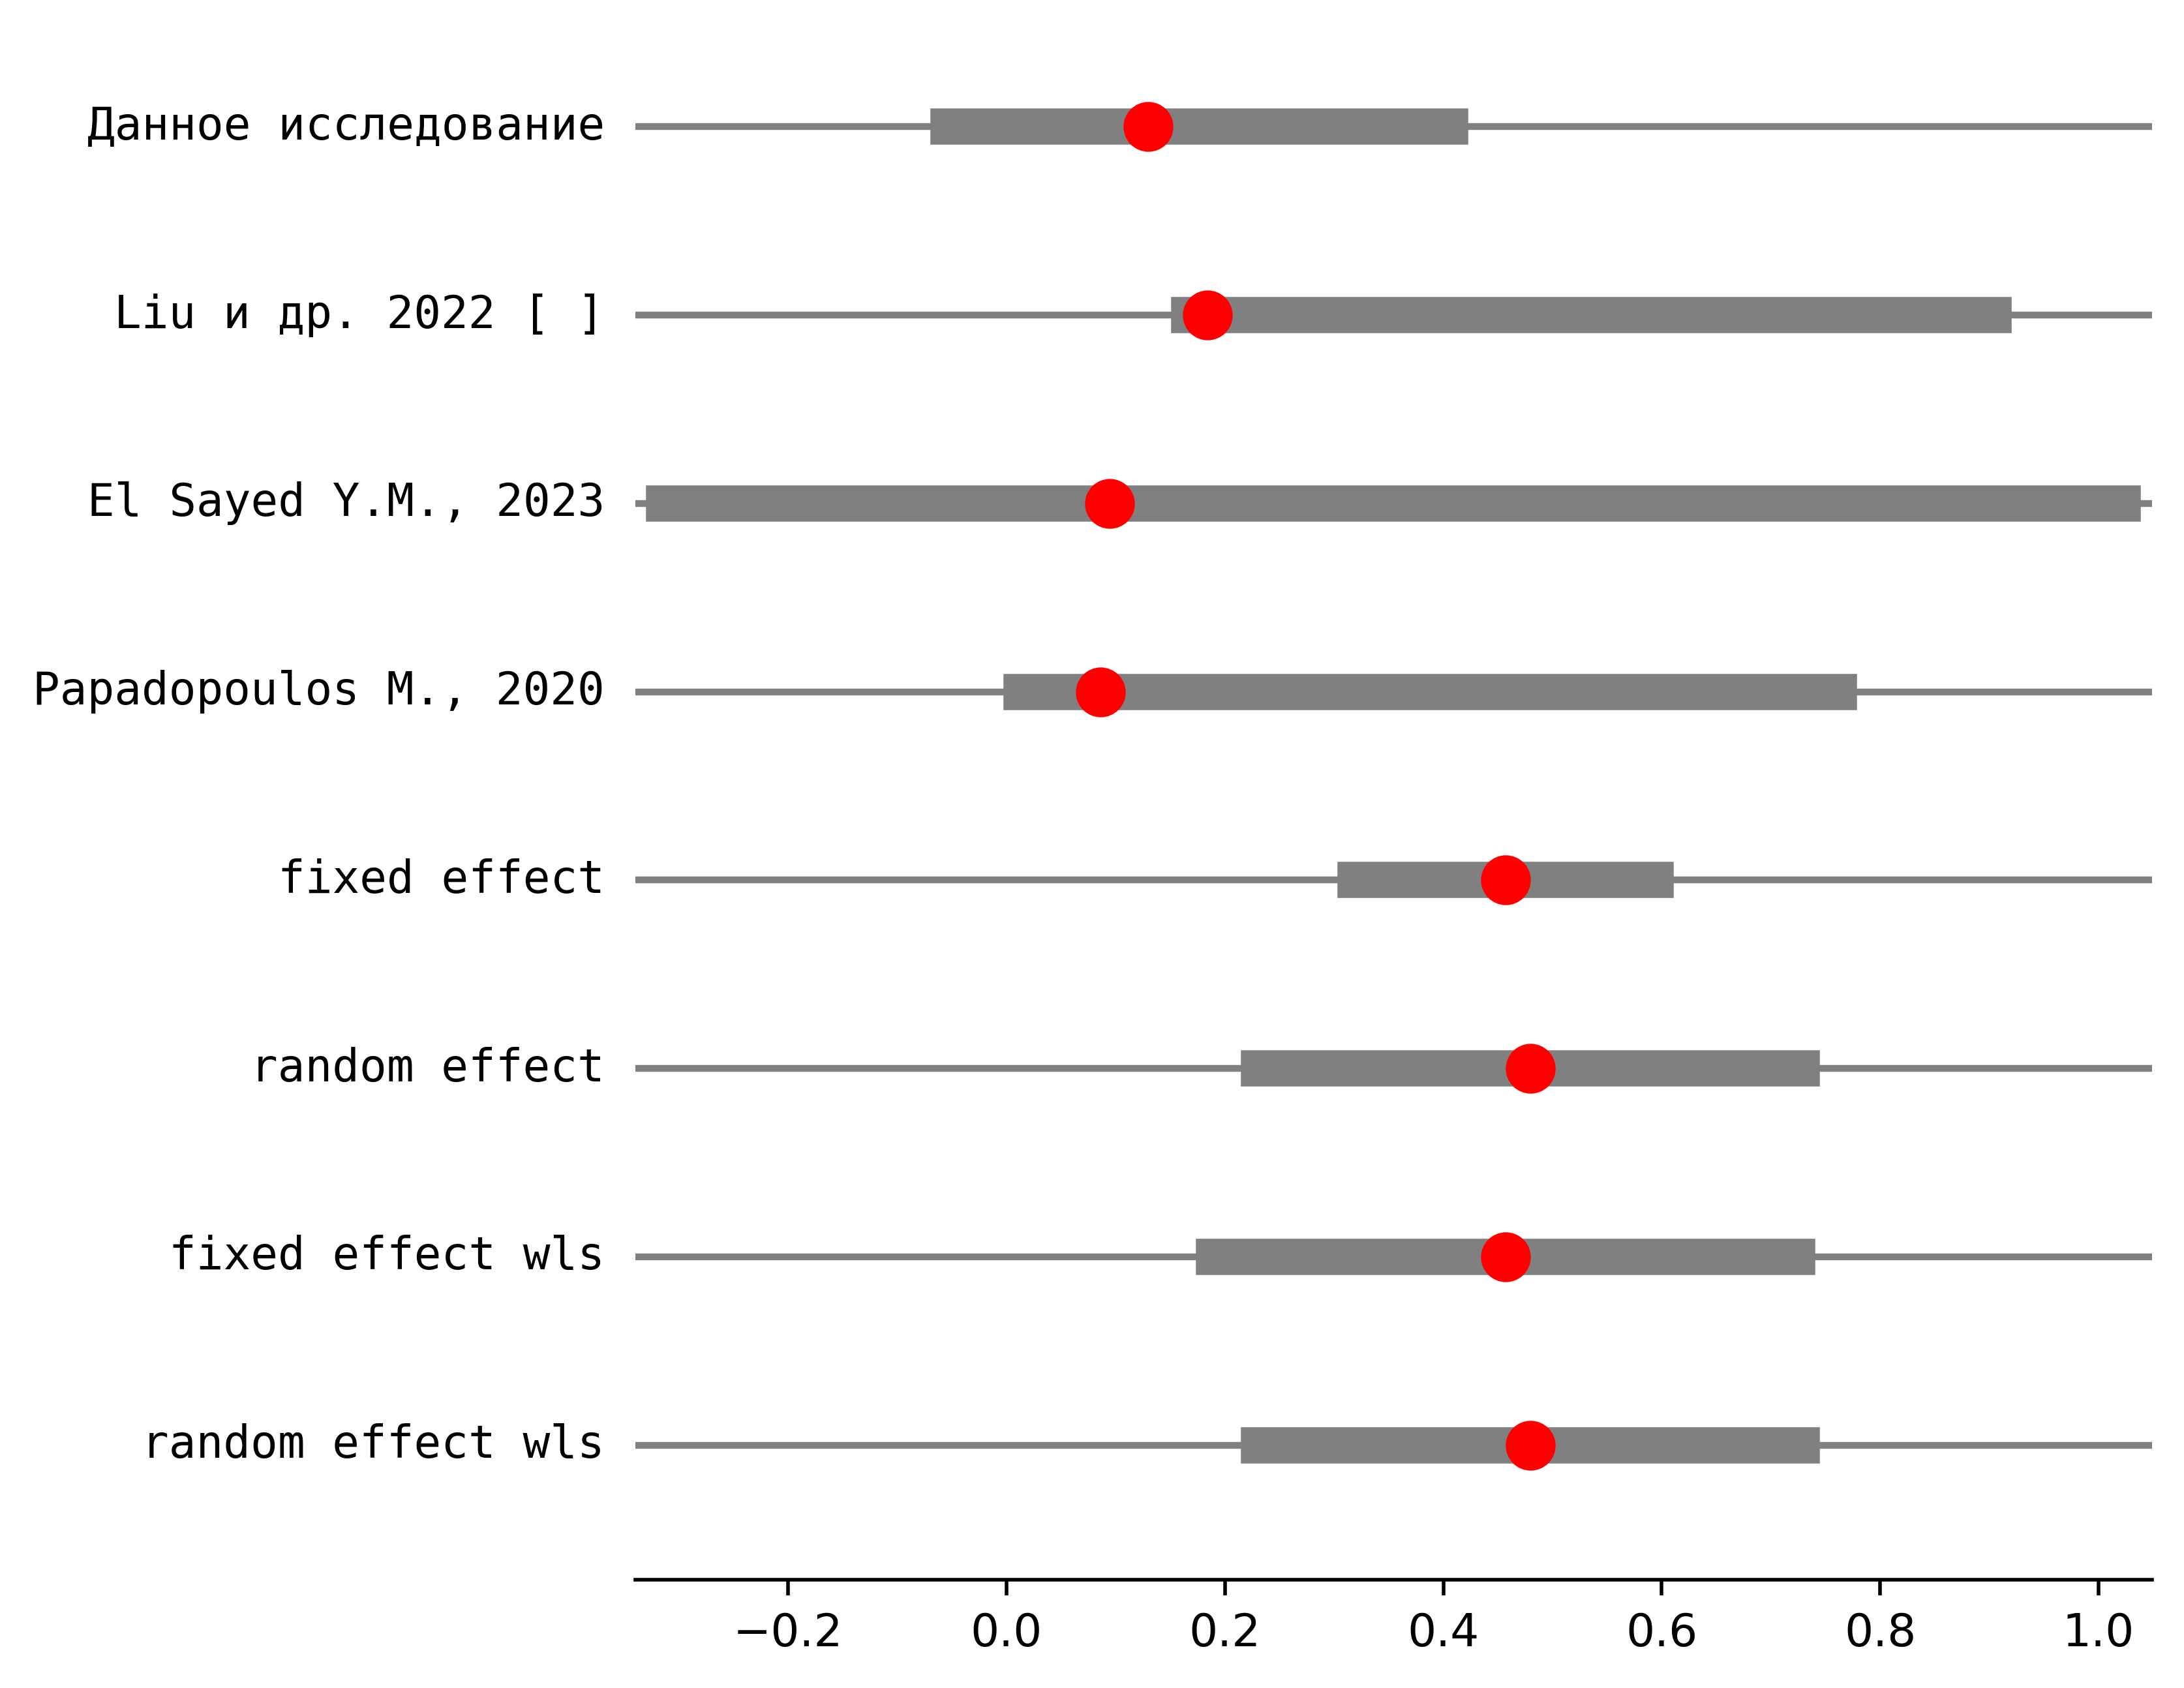 Данное исследование
Liu и др. 2022 [ ]
El Sayed Y.M., 2023
Papadopoulos M., 2020
fixed effect
random effect
fixed effect wls
random effect wls
−0.2 0.0 0.2 0.4 0.6 0.8 1.0